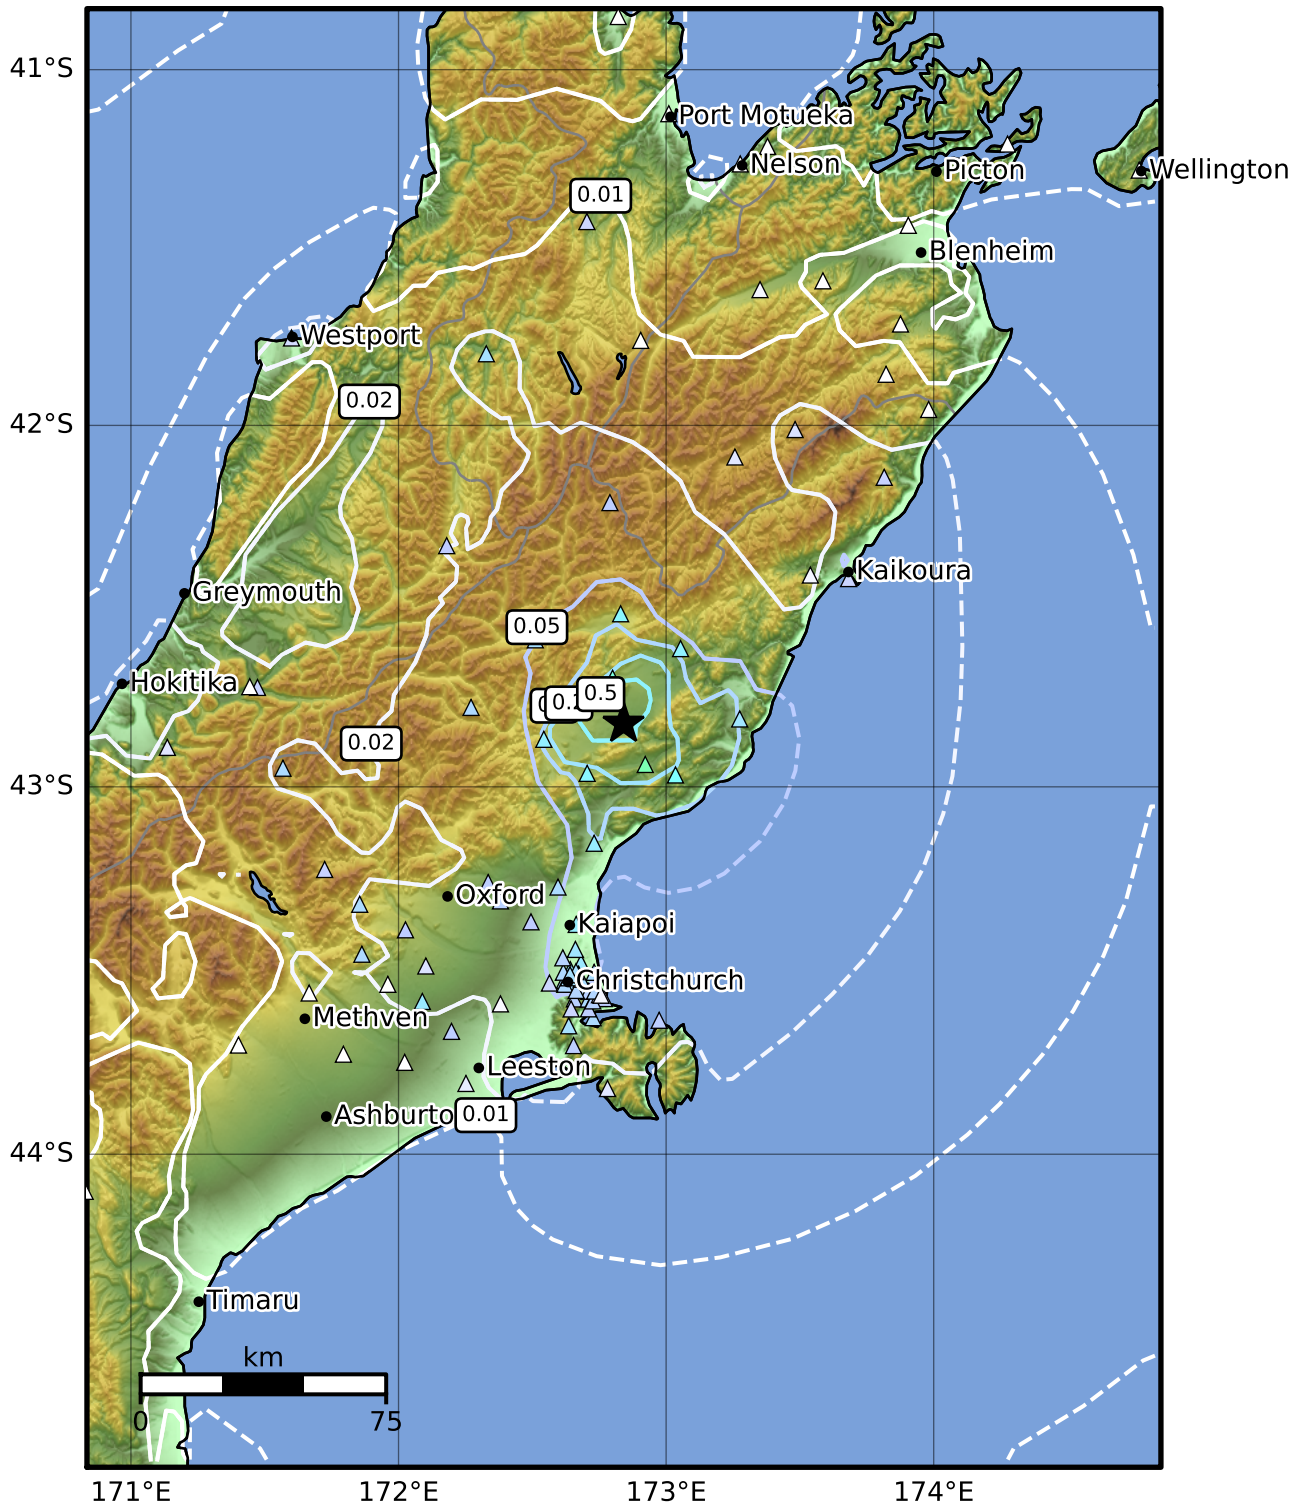 41°S
Port Motueka
Nelson
Picton
Wellington
0.01
Blenheim
Westport
0.02
42°S
Kaikoura
Greymouth
0.05
Hokitika
0.5
0.02
43°S
Oxford
Kaiapoi
Christchurch
Methven
Leeston
Ashburto
0.01
44°S
Timaru
km
0
75
171°E
172°E
173°E
174°E